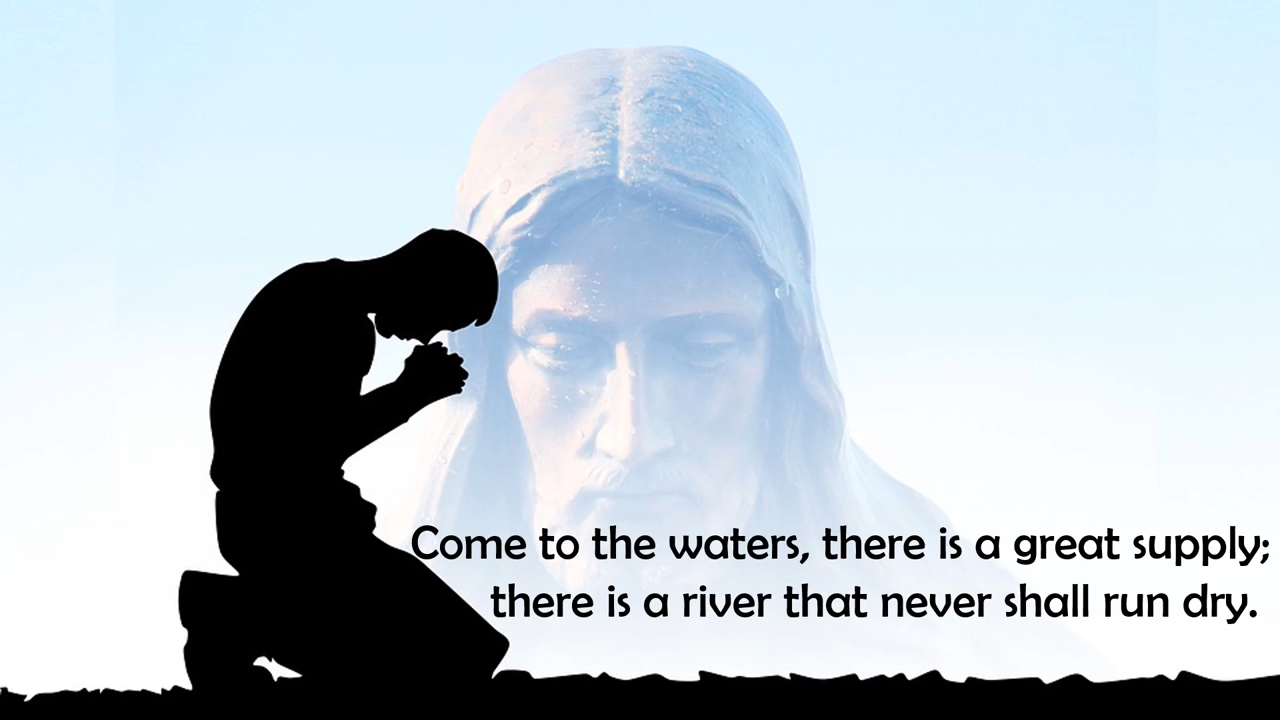 Come to the waters, there is a great supply;
there is a river that never shall run dry.